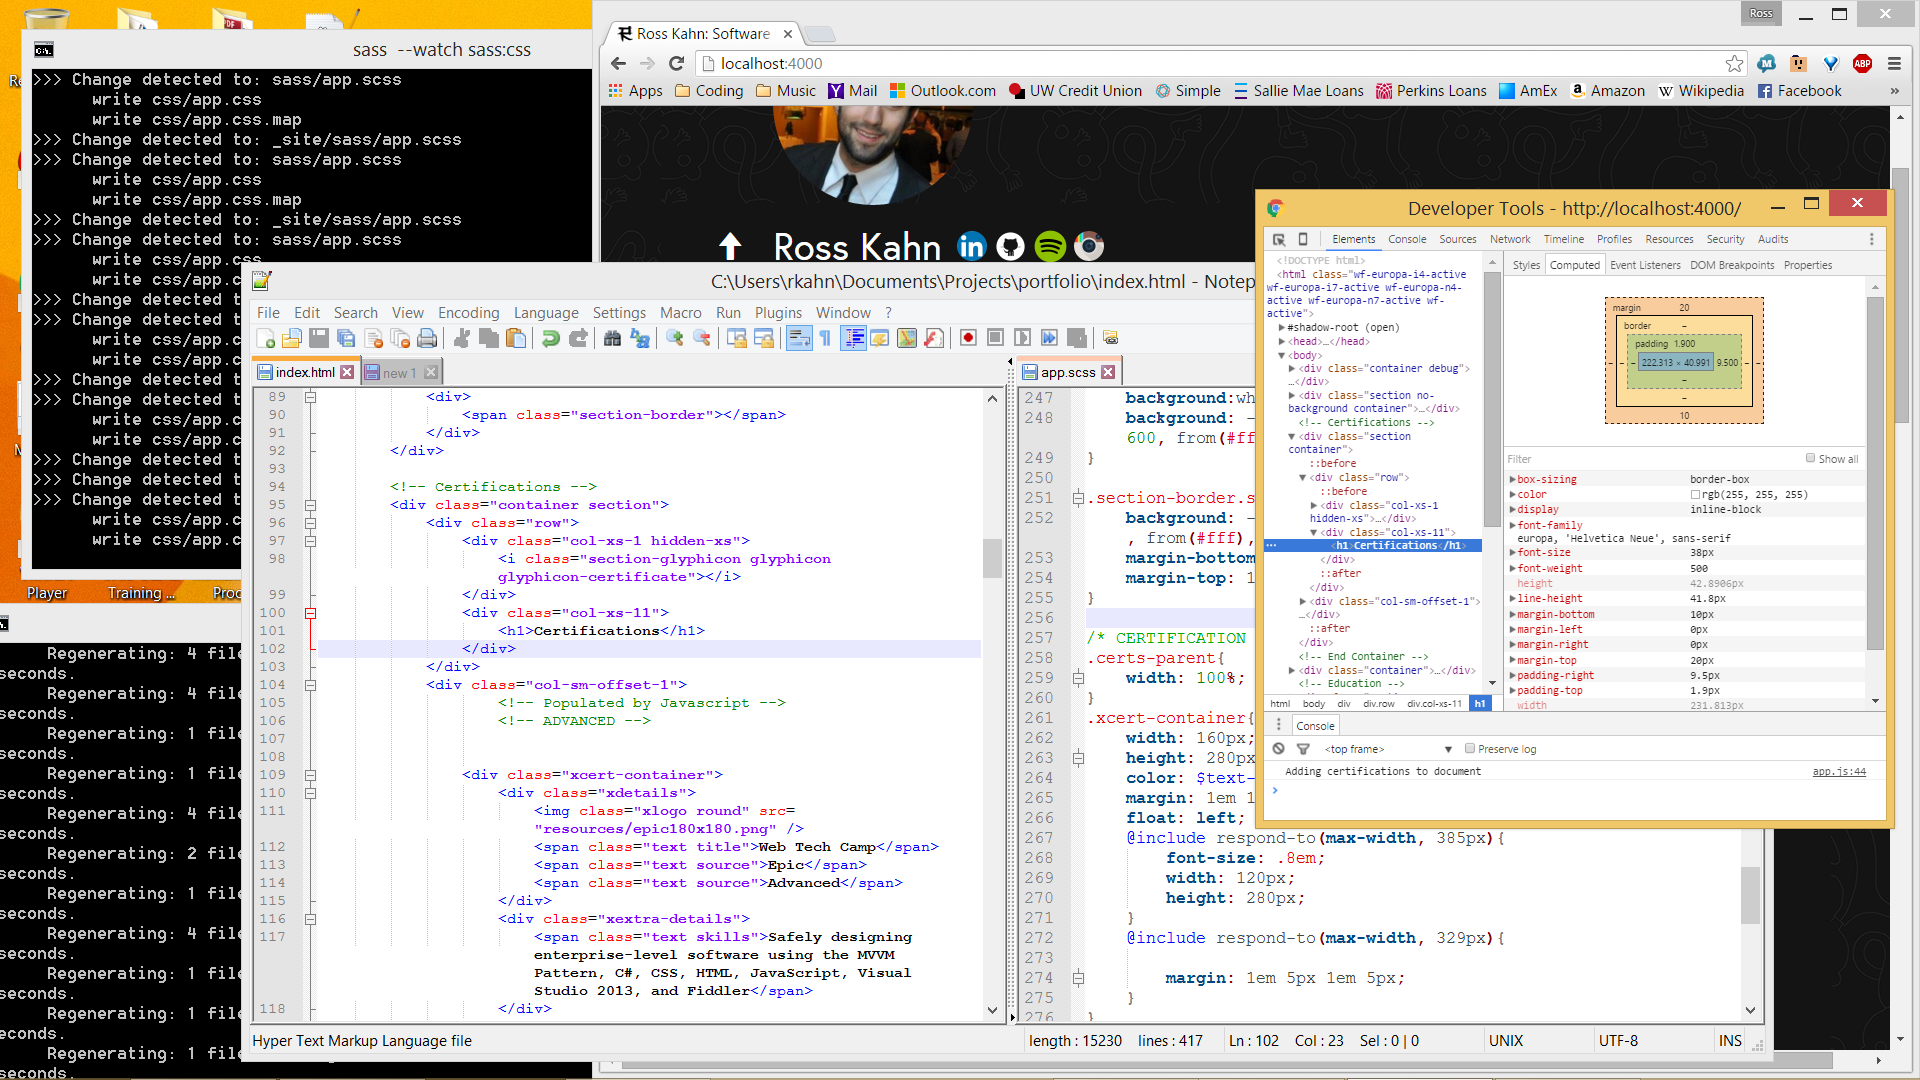 sass --watch sass:css
>>> Change detected to: sass/app.scss
write css/app.css
write css/app.css.map
>>> Change detected to: _site/sass/app.scss
>>> Change detected to: sass/app.scss
write css/app.css
write css/app.css.map
>>> Change detected to: _site/sass/app.scss
>>> Change detected to: sass/app.scss
write css/app.css
write css/a
>>> Change detected t
>>> Change detected t
write css/app.c
write css/app.c
>>> Change detected t
>>> Change detected t
write css/app.c
write css/app.c
>>> Change detected t
>>> Change detected t
>>> Change detected t
write css/app.c
write css/app.c
Player
Training ...
Proc
Regenerating: 4 file
seconds.
Regenerating: 4 file
seconds.
Regenerating: 1 file
seconds.
Regenerating: 1 file
seconds.
Regenerating: 4 file
seconds.
Regenerating: 2 file
seconds.
Regenerating: 1 file
seconds.
Regenerating: 4 file
seconds.
Regenerating: 1 file
seconds.
Regenerating: 1 file
seconds.
Regenerating: 1 file
seconds.
Ross
Ross Kahn: Software
localhost:4000
Apps Coding Music Mail Outlook.com UW Credit Union Simple Sallie Mae Loans Perkins Loans AmEx Amazon Wikipedia Facebook »
ABP
Ross Kahn
C:\Users\rkahn\Documents\Projects\portfolio\index.html - Notep
File Edit Search View Encoding Language Settings Macro Run Plugins Window ?
index.html new 1
89 <div>
90 <span class="section-border"></span>
91 </div>
92 </div>
93
94 <!-- Certifications -->
95 <div class="container section">
96 <div class="row">
97 <div class="col-xs-1 hidden-xs">
98 <i class="section-glyphicon glyphicon
glyphicon-certificate"></i>
99 </div>
100 <div class="col-xs-11">
101 <h1>Certifications</h1>
102 </div>
103 </div>
104 <div class="col-sm-offset-1">
105 <!-- Populated by Javascript -->
106 <!-- ADVANCED -->
107
108
109 <div class="xcert-container">
110 <div class="xdetails">
111 <img class="xlogo round" src=
"resources/epic180x180.png" />
112 <span class="text title">Web Tech Camp</span>
113 <span class="text source">Epic</span>
114 <span class="text source">Advanced</span>
115 </div>
116 <div class="xextra-details">
117 <span class="text skills">Safely designing
enterprise-level software using the MVVM
Pattern, C#, CSS, HTML, JavaScript, Visual
Studio 2013, and Fiddler</span>
118 </div>
app.scss
247 background:wh
248 background: -
600, from(#ff
249 }
250
251 .section-border.s
252 background: -
, from(#fff),
253 margin-bottom
254 margin-top: 1
255 }
256
257 /* CERTIFICATION
258 .certs-parent{
259 width: 100%;
260 }
261 .xcert-container{
262 width: 160px;
263 height: 280px
264 color: $text-
265 margin: 1em 1
266 float: left;
267 @include respond-to(max-width, 385px){
268 font-size: .8em;
269 width: 120px;
270 height: 280px;
271 }
272 @include respond-to(max-width, 329px){
273
274 margin: 1em 5px 1em 5px;
275 }
276 }
Hyper Text Markup Language file
length : 15230 lines : 417
Ln : 102 Col : 23 Sel : 0 | 0
UNIX
UTF-8
INS
Developer Tools - http://localhost:4000/
Elements Console Sources Network Timeline Profiles Resources Security Audits
<!DOCTYPE html>
<html class="wf-europa-i4-active
wf-europa-i7-active wf-europa-n4-
active wf-europa-n7-active wf-
active">
#shadow-root (open)
<head>…</head>
<body>
<div class="container debug">
…</div>
<div class="section no-
background container">…</div>
<!-- Certifications -->
<div class="section
container">
::before
<div class="row">
::before
<div class="col-xs-1
hidden-xs">…</div>
<div class="col-xs-11">
<h1>Certifications</h1>
</div>
::after
</div>
<div class="col-sm-offset-1">
…</div>
::after
</div>
<!-- End Container -->
<div class="container">…</div>
<!-- Education -->
html body div div.row div.col-xs-11 h1
Styles Computed Event Listeners DOM Breakpoints Properties
margin 20
border –
padding 1.900
222.313 × 40.991 9.500
–
–
10
Filter
Show all
box-sizing border-box
color rgb(255, 255, 255)
display inline-block
font-family
europa, 'Helvetica Neue', sans-serif
font-size 38px
font-weight 500
height 42.8906px
line-height 41.8px
margin-bottom 10px
margin-left 0px
margin-right 0px
margin-top 20px
padding-right 9.5px
padding-top 1.9px
width 231.813px
Console
<top frame> Preserve log
Adding certifications to document app.js:44